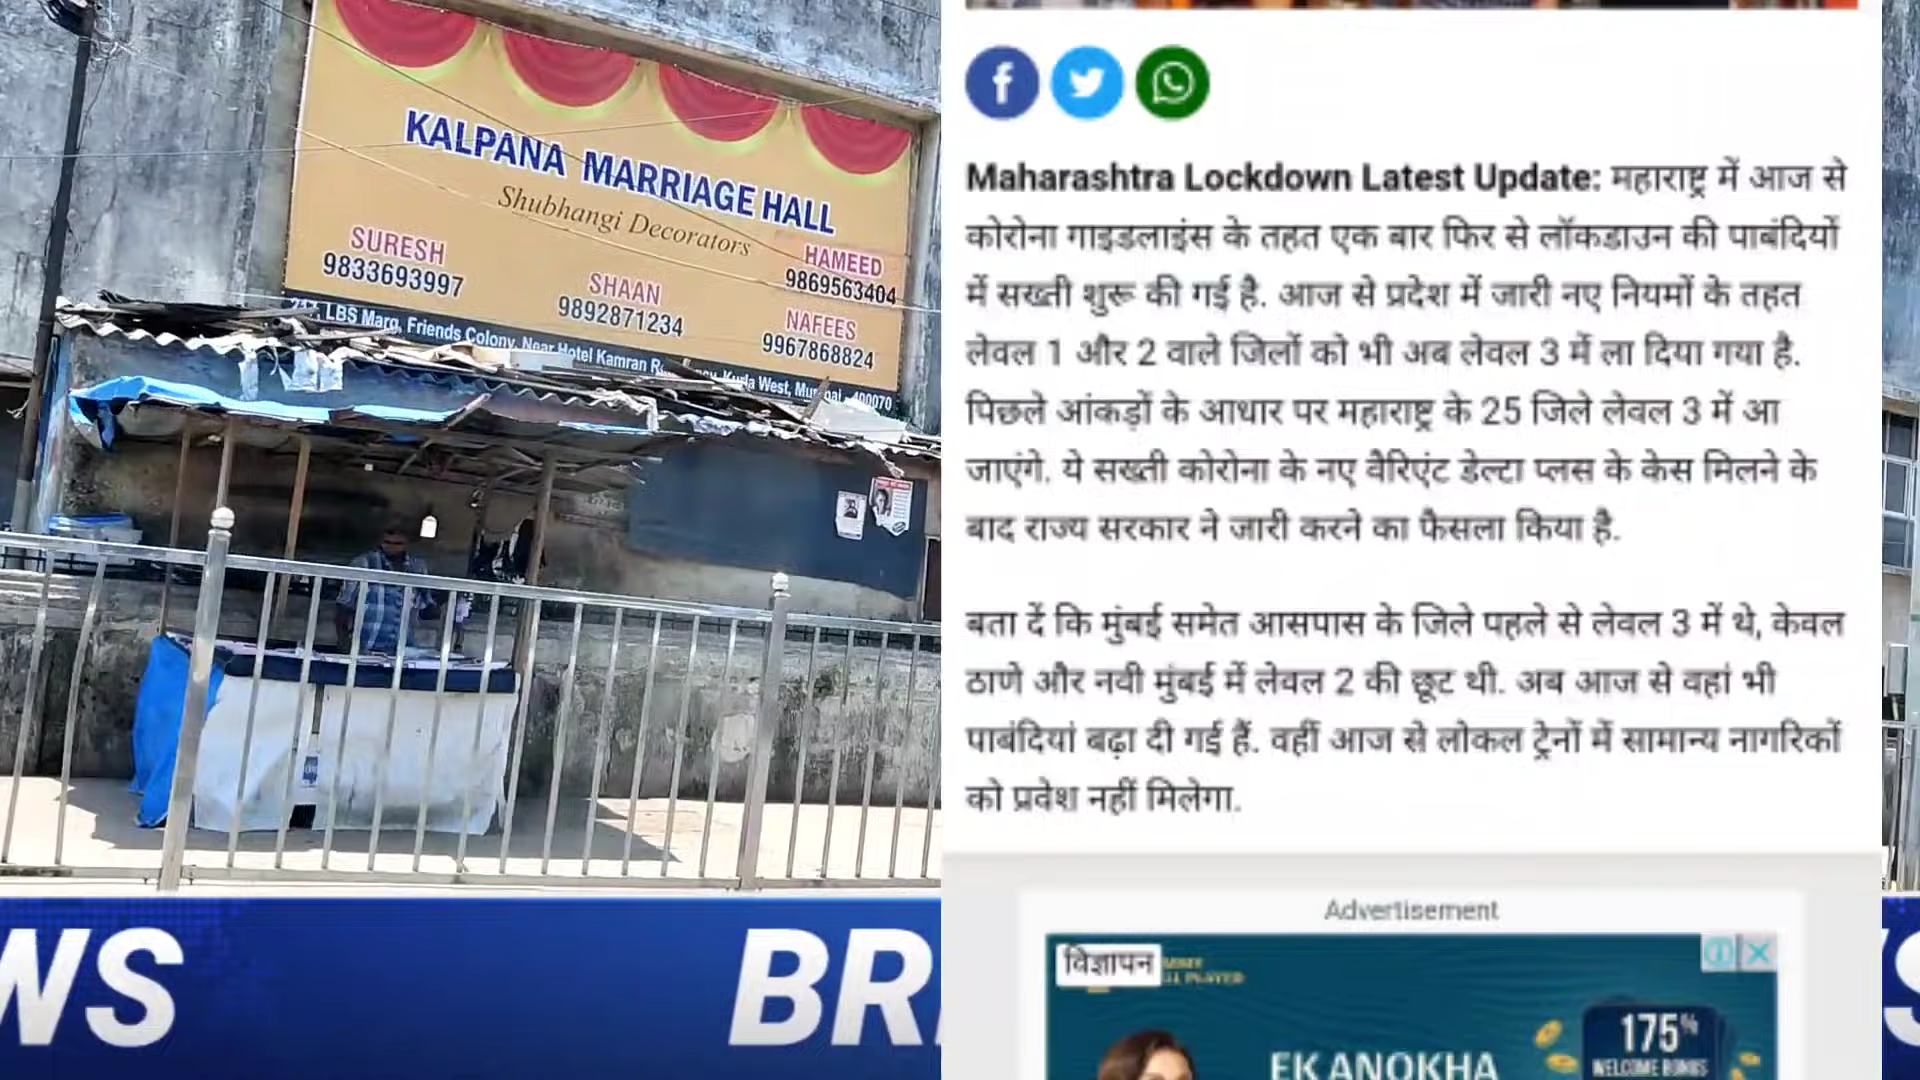 KALPANA MARRIAGE HALL
Shubhangi Decorators
SURESH
9833693997
SHAAN
9892871234
HAMEED
9869563404
NAFEES
9967868824
LBS Marg, Friends Colony, Near Hotel Kamran Kurla West, 400070
WS
BR
Maharashtra Lockdown Latest Update: महाराष्ट्र में आज से
कोरोना गाइडलाइंस के तहत एक बार फिर से लॉकडाउन की पाबंदियों
में सख्ती शुरू की गई है. आज से प्रदेश में जारी नए नियमों के तहत
लेवल 1 और 2 वाले जिलों को भी अब लेवल 3 में ला दिया गया है.
पिछले आंकड़ों के आधार पर महाराष्ट्र के 25 जिले लेवल 3 में आ
जाएंगे. ये सख्ती कोरोना के नए वैरिएंट डेल्टा प्लस के केस मिलने के
बाद राज्य सरकार ने जारी करने का फैसला किया है.
बता दें कि मुंबई समेत आसपास के जिले पहले से लेवल 3 में थे, केवल
ठाणे और नवी मुंबई में लेवल 2 की छूट थी. अब आज से वहां भी
पाबंदियां बढ़ा दी गई हैं. वहीं आज से लोकल ट्रेनों में सामान्य नागरिकों
को प्रवेश नहीं मिलेगा.
Advertisement
विज्ञापन
EK ANOKHA
175%
WELCOME BONUS